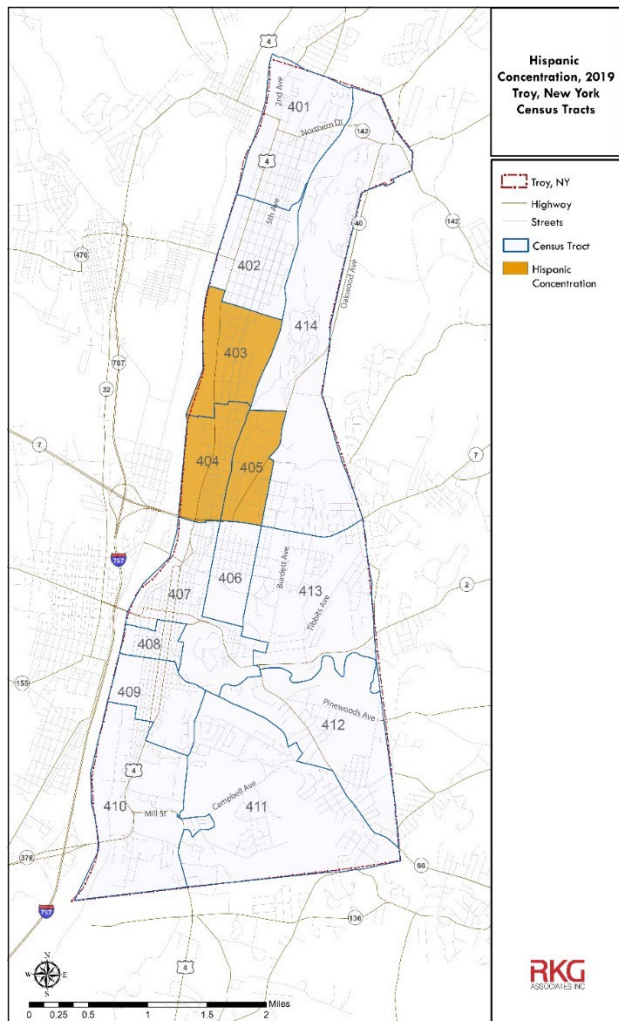 Hispanic
Concentration, 2019
Troy, New York
Census Tracts
Troy, NY
Highway
Streets
Census Tract
Hispanic
Concentration
4
2nd Ave
401
Northern Dr
142
4
40
142
5th Ave
470
402
Oakwood Ave
414
787
403
32
7
404
405
7
787
406
Burdett Ave
413
407
Tibbits Ave
2
408
155
409
Pinewoods Ave
412
4
410
Mill St
Campbell Ave
411
378
66
787
136
4
N
W
E
S
Miles
0 0.25 0.5 1 1.5 2
RKG
ASSOCIATES INC